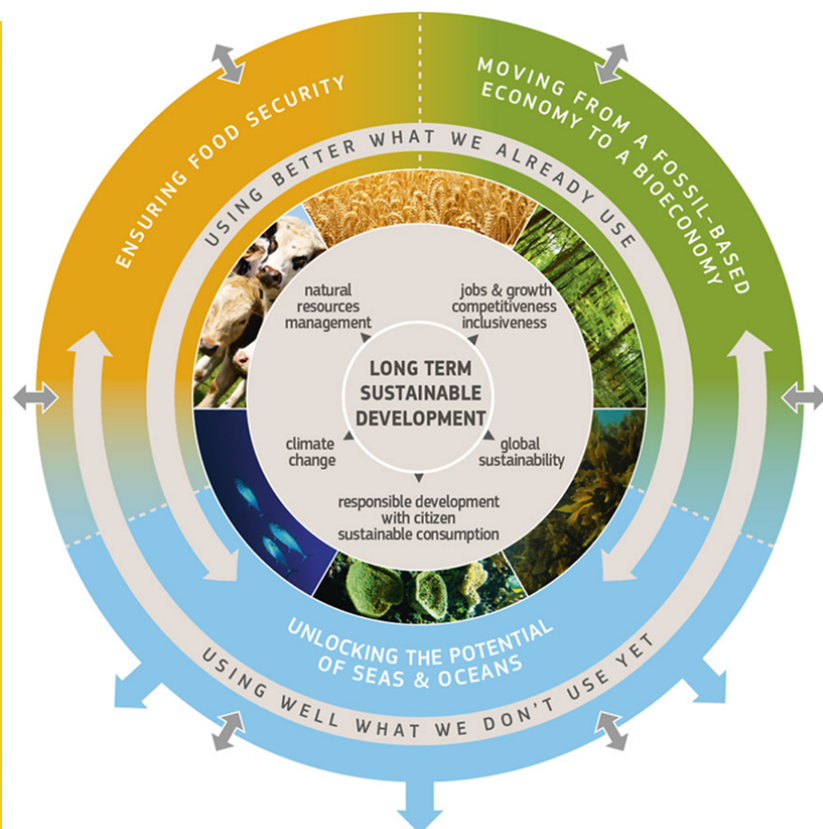 ENSURING FOOD SECURITY
MOVING FROM A FOSSIL-BASED
ECONOMY TO A BIOECONOMY
USING BETTER WHAT WE ALREADY USE
natural
resources
management
jobs & growth
competitiveness
inclusiveness
LONG TERM
SUSTAINABLE
DEVELOPMENT
climate
change
global
sustainability
responsible development
with citizen
sustainable consumption
UNLOCKING THE POTENTIAL
OF SEAS & OCEANS
USING WELL WHAT WE DON'T USE YET